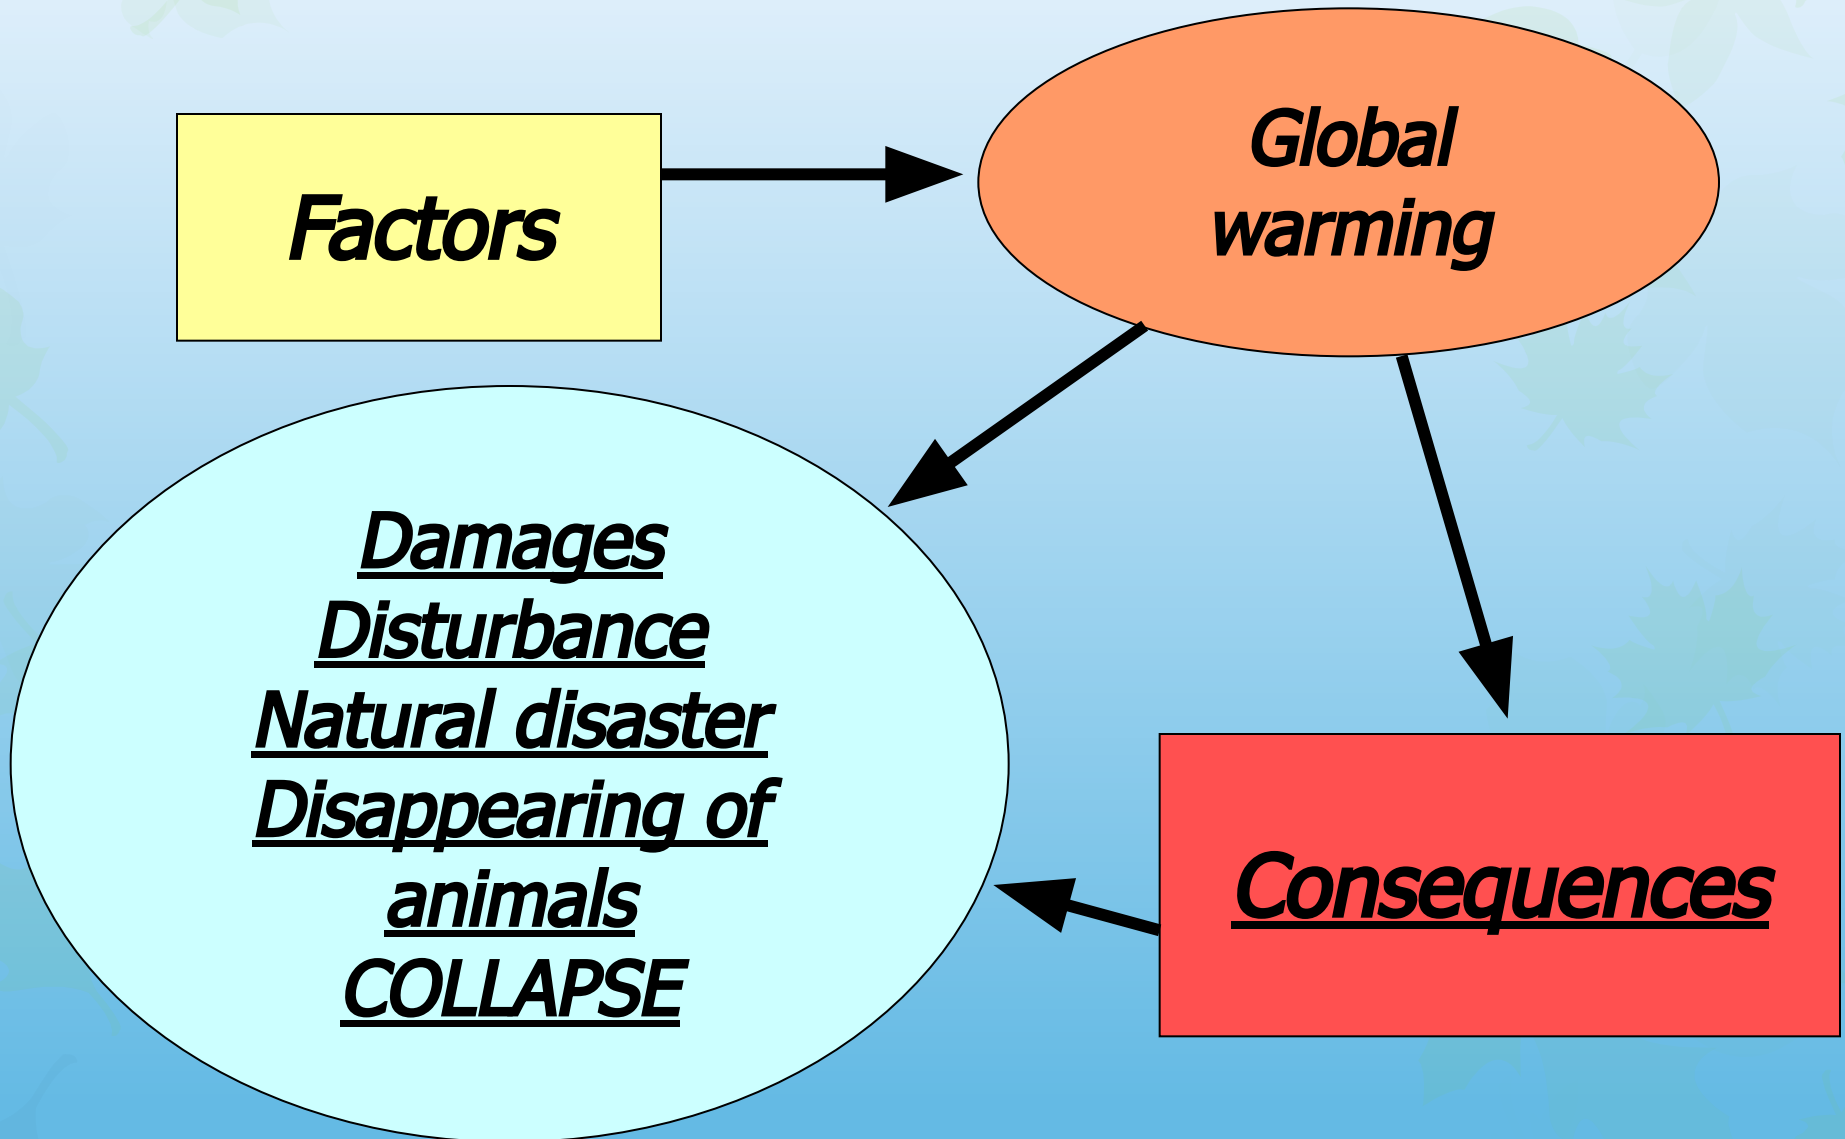 Factors
Global
warming
Damages
Disturbance
Natural disaster
Disappearing of
animals
COLLAPSE
Consequences